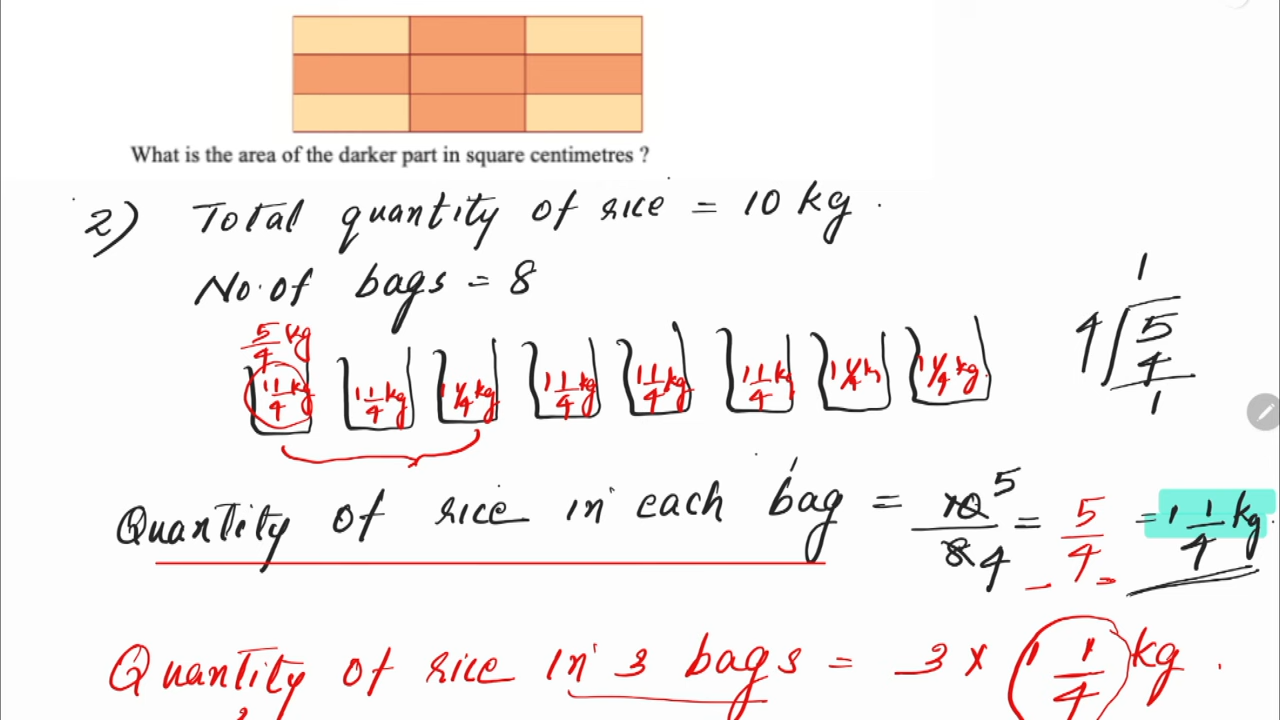 What is the area of the darker part in square centimetres ?
2) Total quantity of rice = 10 kg .
No. of bags = 8
5/4 kg
1 1/4 kg 1 1/4 kg 1 1/4 kg 1 1/4 kg 1 1/4 kg 1 1/4 kg 1 1/4 k 1 1/4 kg
1
4 5
4
1
Quantity of rice in each bag = 10 5 / 8 4 = 5/4 = 1 1/4 kg.
Quantity of rice in 3 bags = 3 × (1 1/4) kg .